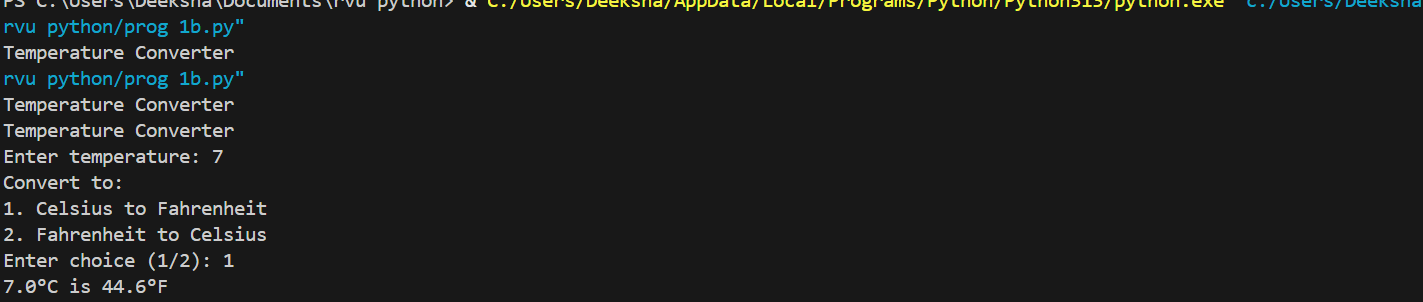 PS C:\Users\Deeksha\Documents\rvu python> & C:/Users/Deeksha/AppData/Local/Programs/Python/Python313/python.exe "c:/Users/Deeksha
rvu python/prog 1b.py"
Temperature Converter
rvu python/prog 1b.py"
Temperature Converter
Temperature Converter
Enter temperature: 7
Convert to:
1. Celsius to Fahrenheit
2. Fahrenheit to Celsius
Enter choice (1/2): 1
7.0°C is 44.6°F